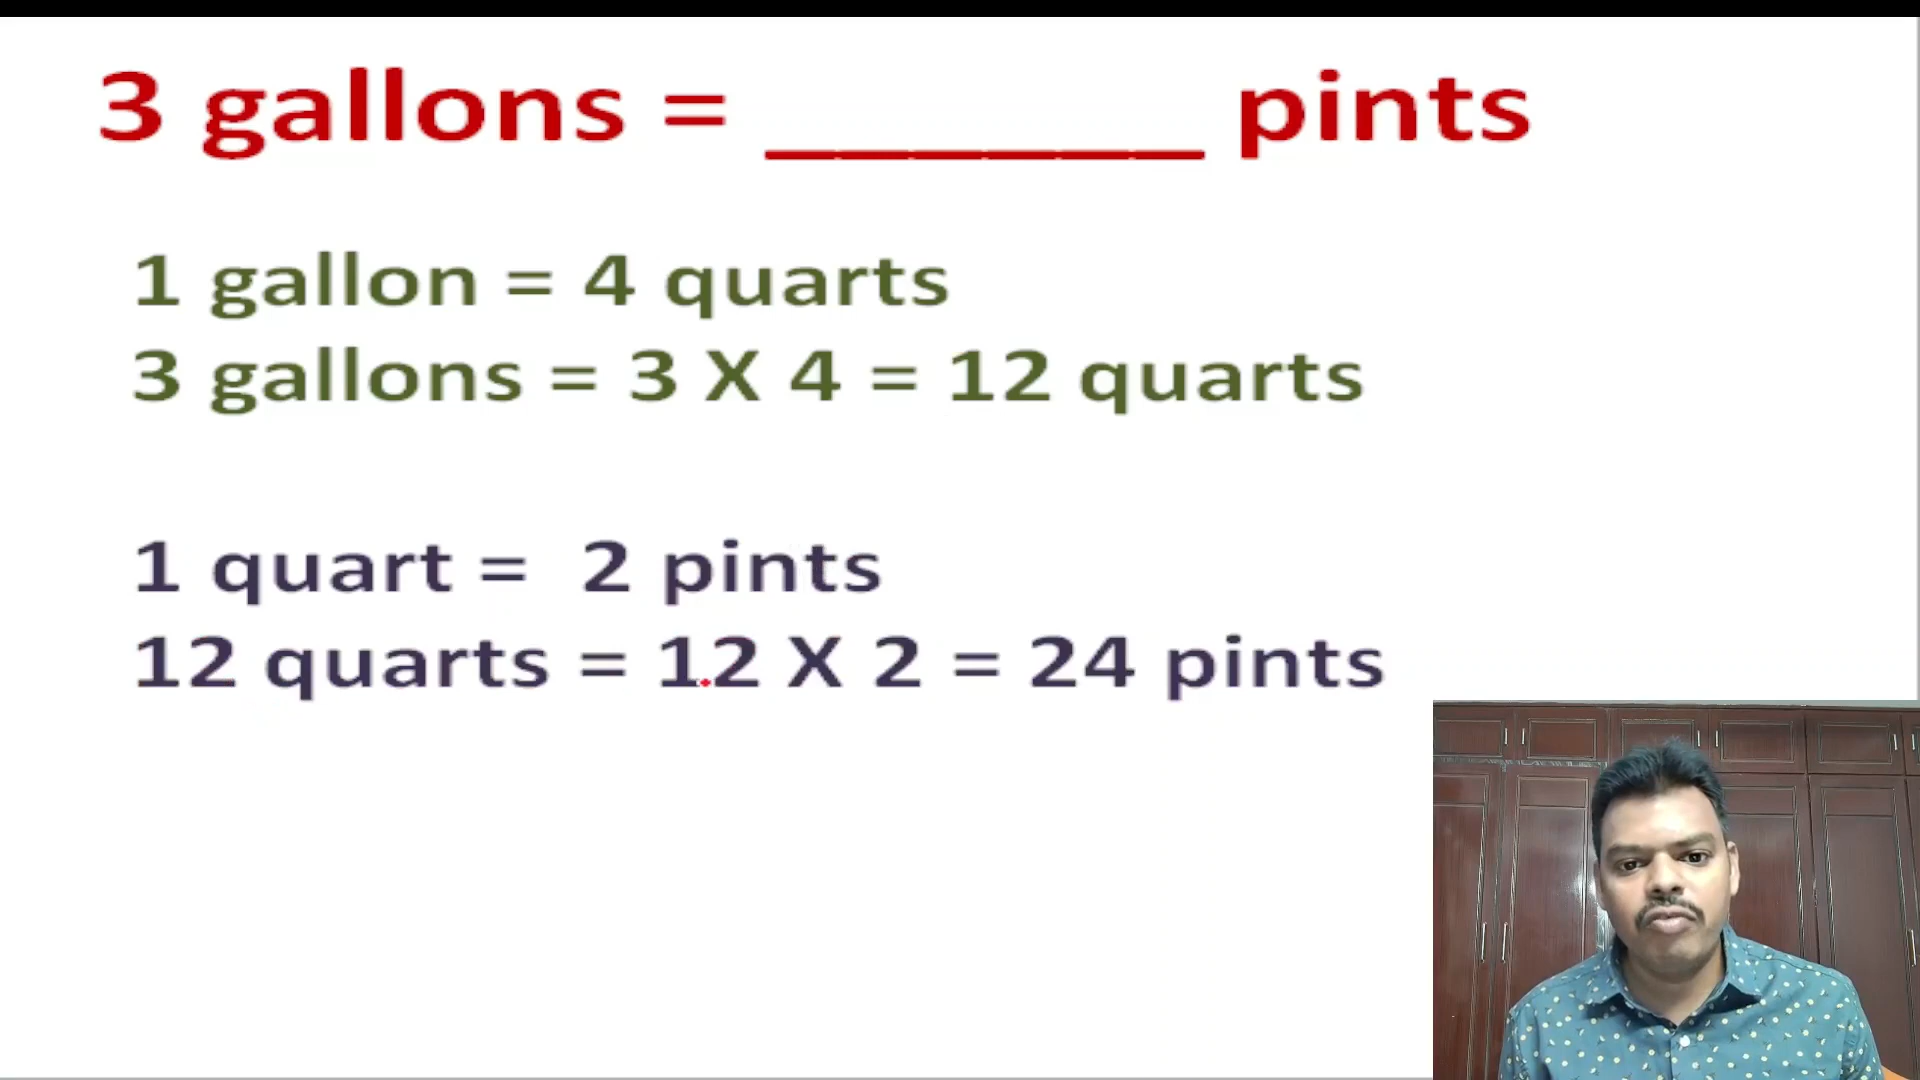 3 gallons = ______ pints
1 gallon = 4 quarts
3 gallons = 3 X 4 = 12 quarts
1 quart = 2 pints
12 quarts = 12 X 2 = 24 pints